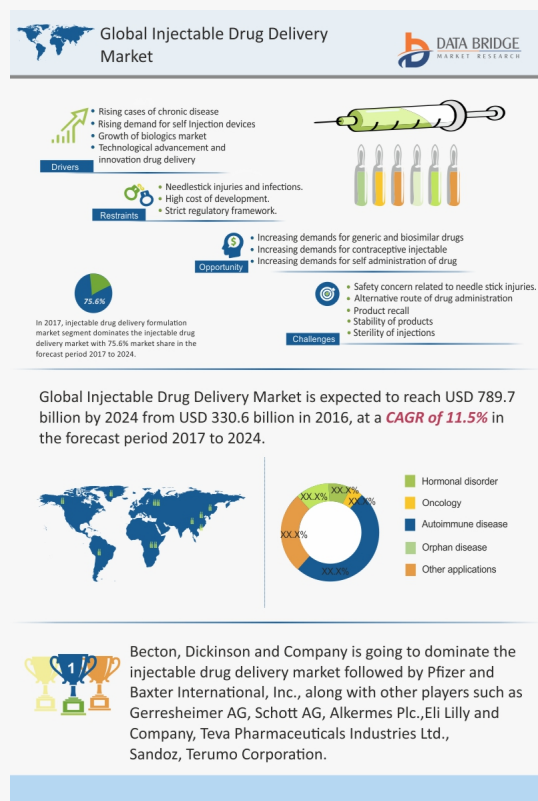 Global Injectable Drug Delivery
Market
DATA BRIDGE
MARKET RESEARCH
Rising cases of chronic disease
Rising demand for self Injection devices
Growth of biologics market
Technological advancement and
innovation drug delivery
Drivers
Needlestick injuries and infections.
High cost of development.
Strict regulatory framework.
Restraints
Increasing demands for generic and biosimilar drugs
Increasing demands for contraceptive injectable
Increasing demands for self administration of drug
Opportunity
Safety concern related to needle stick injuries.
Alternative route of drug administration
Product recall
Stability of products
Sterility of injections
Challenges
75.6%
In 2017, injectable drug delivery formulation
market segment dominates the injectable drug
delivery market with 75.6% market share in the
forecast period 2017 to 2024.
Global Injectable Drug Delivery Market is expected to reach USD 789.7
billion by 2024 from USD 330.6 billion in 2016, at a CAGR of 11.5% in
the forecast period 2017 to 2024.
XX.X%
XX.X%
XX.X%
XX.X%
XX.X%
Hormonal disorder
Oncology
Autoimmune disease
Orphan disease
Other applications
1
Becton, Dickinson and Company is going to dominate the
injectable drug delivery market followed by Pfizer and
Baxter International, Inc., along with other players such as
Gerresheimer AG, Schott AG, Alkermes Plc.,Eli Lilly and
Company, Teva Pharmaceuticals Industries Ltd.,
Sandoz, Terumo Corporation.